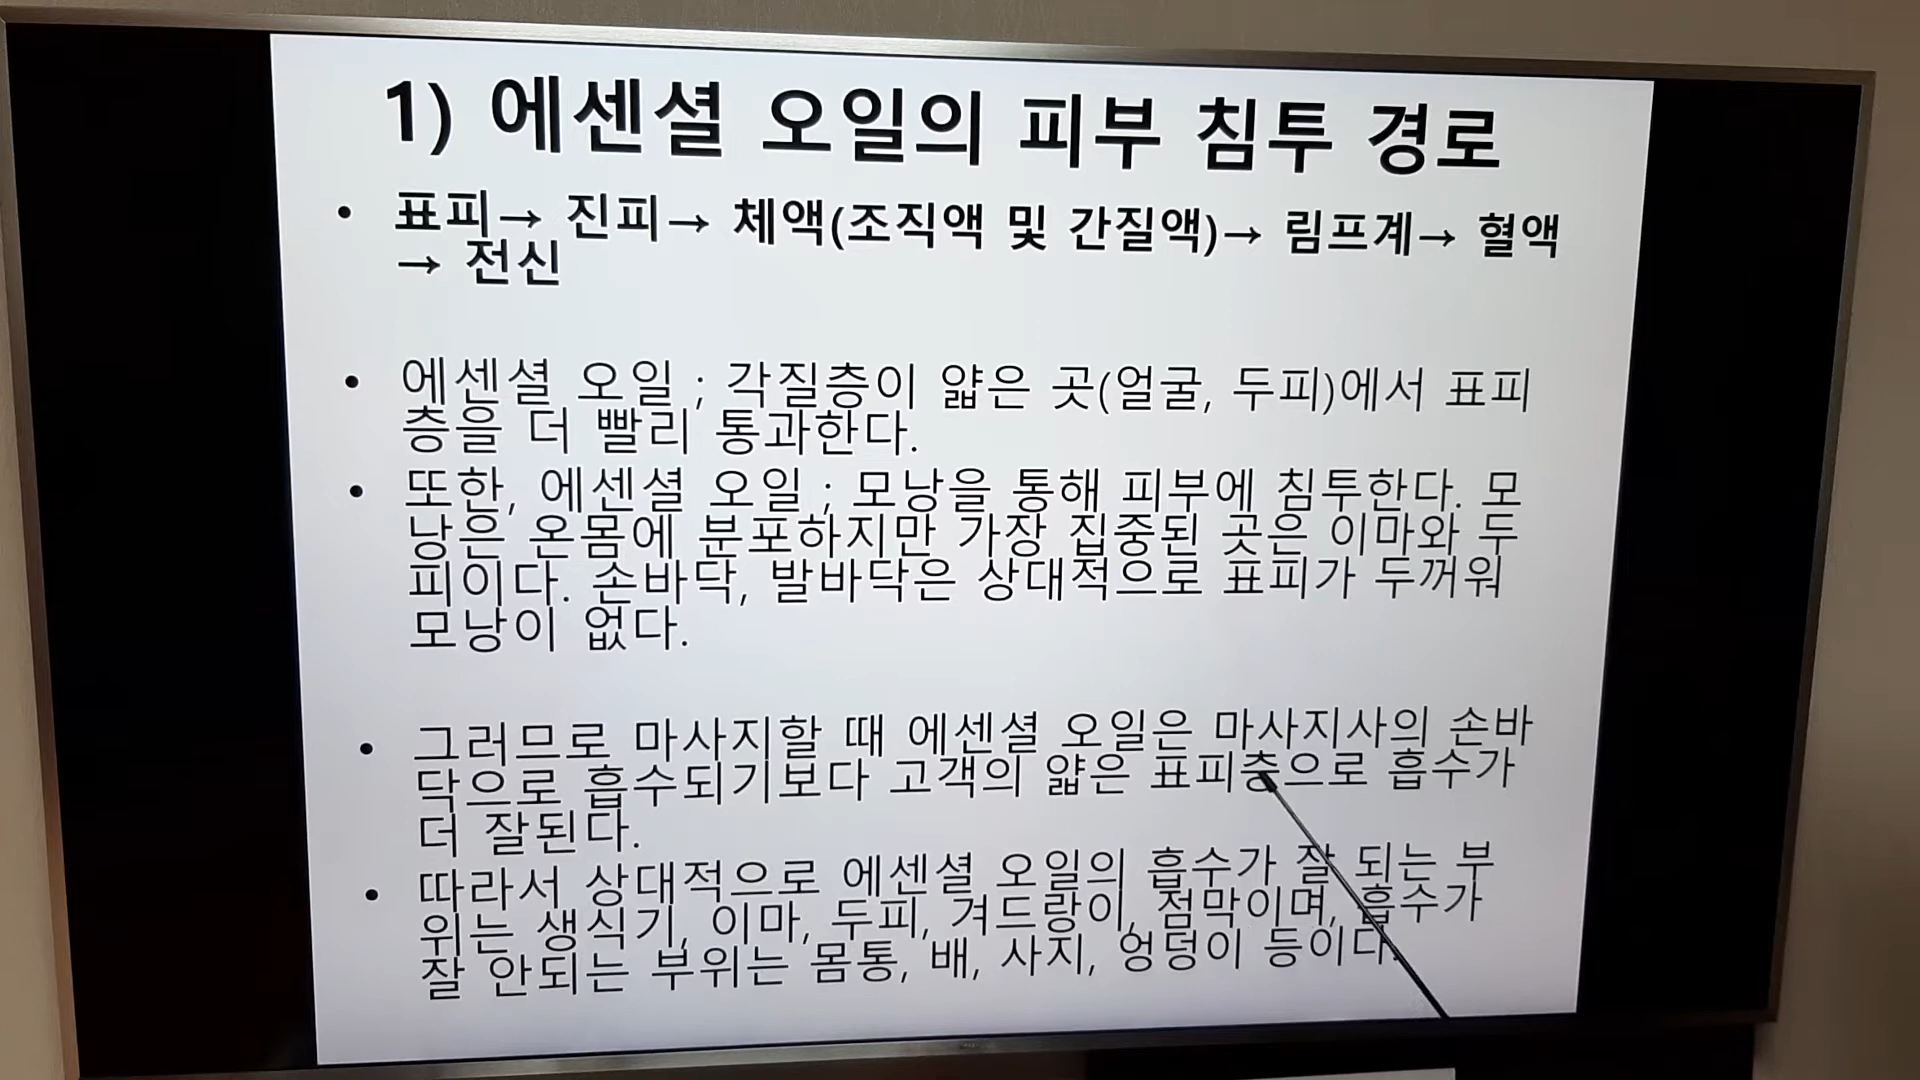 1) 에센셜 오일의 피부 침투 경로
• 표피→ 진피→ 체액(조직액 및 간질액)→ 림프계→ 혈액
→ 전신
• 에센셜 오일 ; 각질층이 얇은 곳(얼굴, 두피)에서 표피
층을 더 빨리 통과한다.
• 또한, 에센셜 오일 ; 모낭을 통해 피부에 침투한다. 모
낭은 온몸에 분포하지만 가장 집중된 곳은 이마와 두
피이다. 손바닥, 발바닥은 상대적으로 표피가 두꺼워
모낭이 없다.
• 그러므로 마사지할 때 에센셜 오일은 마사지사의 손바
닥으로 흡수되기보다 고객의 얇은 표피층으로 흡수가
더 잘된다.
• 따라서 상대적으로 에센셜 오일의 흡수가 잘 되는 부
위는 생식기, 이마, 두피, 겨드랑이, 점막이며, 흡수가
잘 안되는 부위는 몸통, 배, 사지, 엉덩이 등이다.